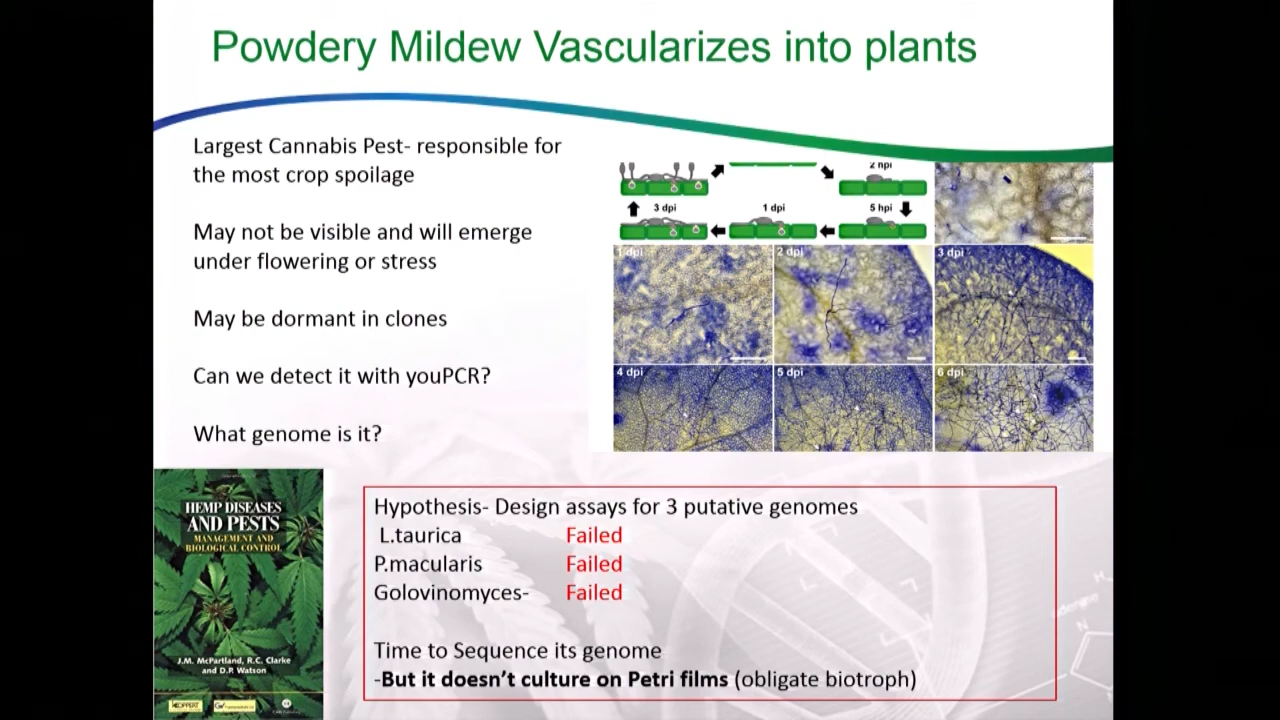 Powdery Mildew Vascularizes into plants
Largest Cannabis Pest- responsible for
the most crop spoilage
May not be visible and will emerge
under flowering or stress
May be dormant in clones
Can we detect it with youPCR?
What genome is it?
2 hpi
3 dpi
1 dpi
5 hpi
1 dpi
2 dpi
3 dpi
4 dpi
5 dpi
6 dpi
HEMP DISEASES
AND PESTS
MANAGEMENT AND
BIOLOGICAL CONTROL
J.M. McPARTLAND, R.C. CLARKE
AND D.P. WATSON
KOPPERT
Hypothesis- Design assays for 3 putative genomes
L.taurica Failed
P.macularis Failed
Golovinomyces- Failed
Time to Sequence its genome
-But it doesn't culture on Petri films (obligate biotroph)